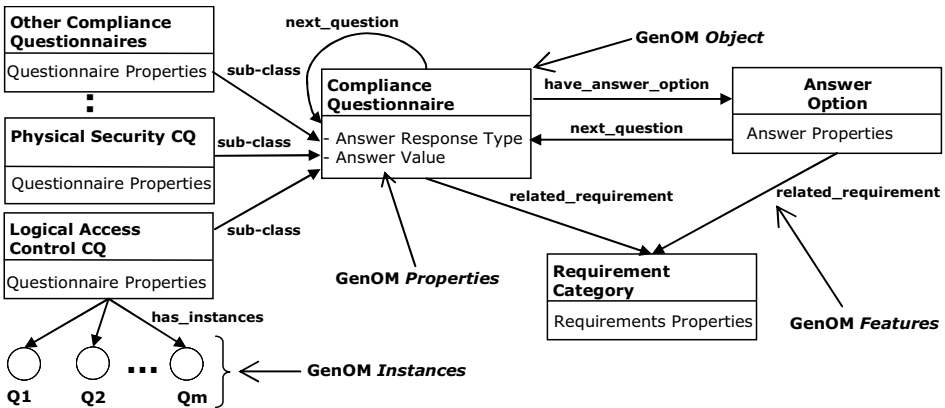 Other Compliance
Questionnaires
Questionnaire Properties
Physical Security CQ
Questionnaire Properties
Logical Access
Control CQ
Questionnaire Properties
has_instances
Q1
Q2
Qm
GenOM Instances
sub-class
sub-class
sub-class
next_question
Compliance
Questionnaire
- Answer Response Type
- Answer Value
GenOM Properties
GenOM Object
have_answer_option
next_question
Answer
Option
Answer Properties
related_requirement
related_requirement
Requirement
Category
Requirements Properties
GenOM Features